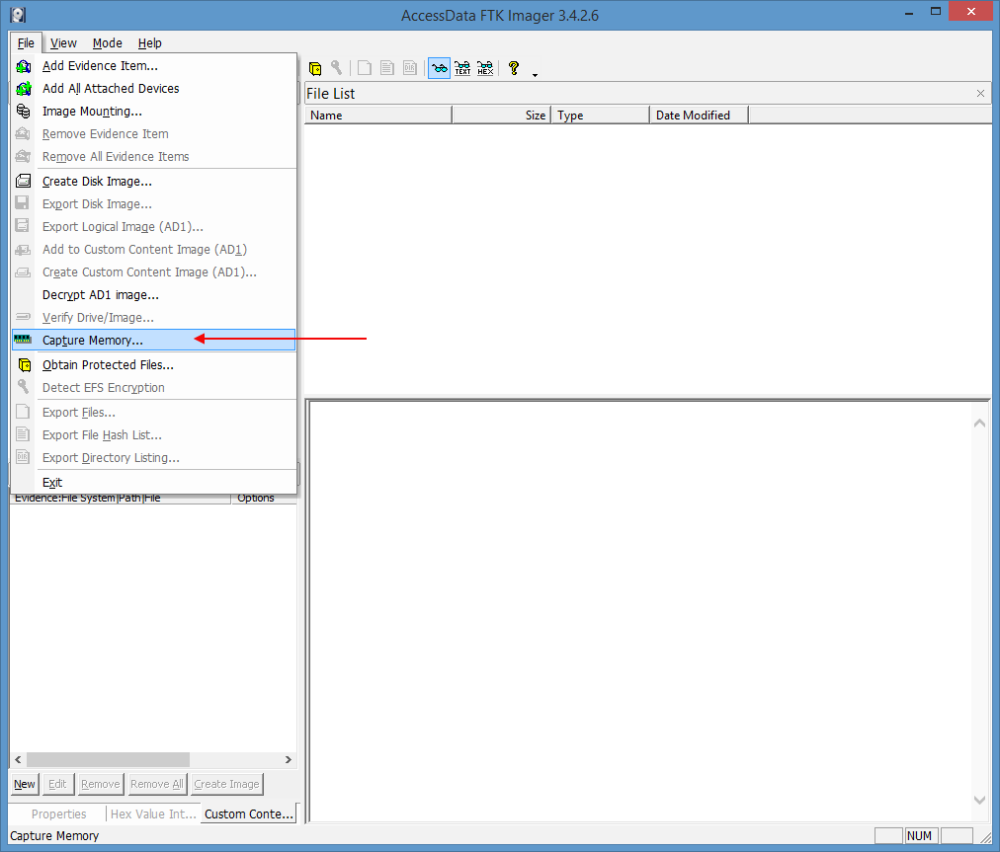 AccessData FTK Imager 3.4.2.6
File View Mode Help
Add Evidence Item...
Add All Attached Devices
Image Mounting...
Remove Evidence Item
Remove All Evidence Items
Create Disk Image...
Export Disk Image...
Export Logical Image (AD1)...
Add to Custom Content Image (AD1)
Create Custom Content Image (AD1)...
Decrypt AD1 image...
Verify Drive/Image...
Capture Memory...
Obtain Protected Files...
Detect EFS Encryption
Export Files...
Export File Hash List...
Export Directory Listing...
Exit
TEXT HEX
File List
Name Size Type Date Modified
Evidence:File System|Path|File Options
New Edit Remove Remove All Create Image
Properties Hex Value Int... Custom Conte...
Capture Memory NUM